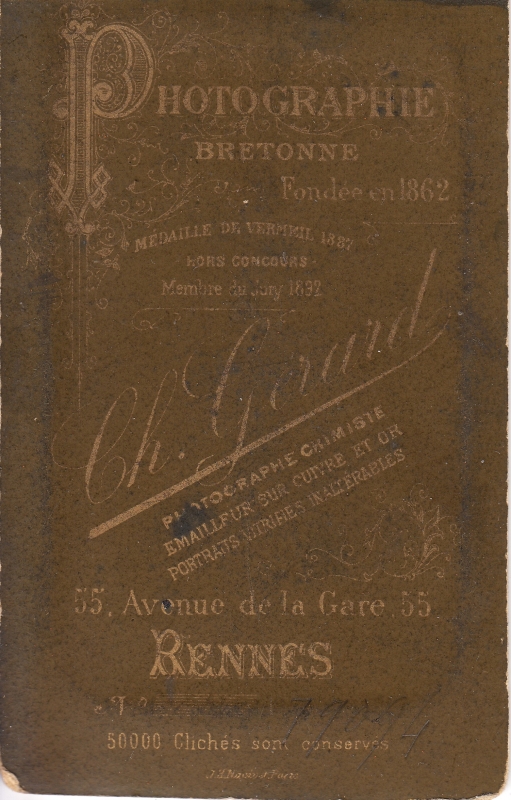 PHOTOGRAPHIE
BRETONNE
Fondée en 1862
MÉDAILLE DE VERMEIL 1887
HORS CONCOURS
Membre du Jury 1892
Ch. Gérard
PHOTOGRAPHE CHIMISTE
EMAILLEUR SUR CUIVRE ET OR
PORTRAITS VITRIFIÉS INALTÉRABLES
55, Avenue de la Gare, 55
RENNES
50000 Clichés sont conservés